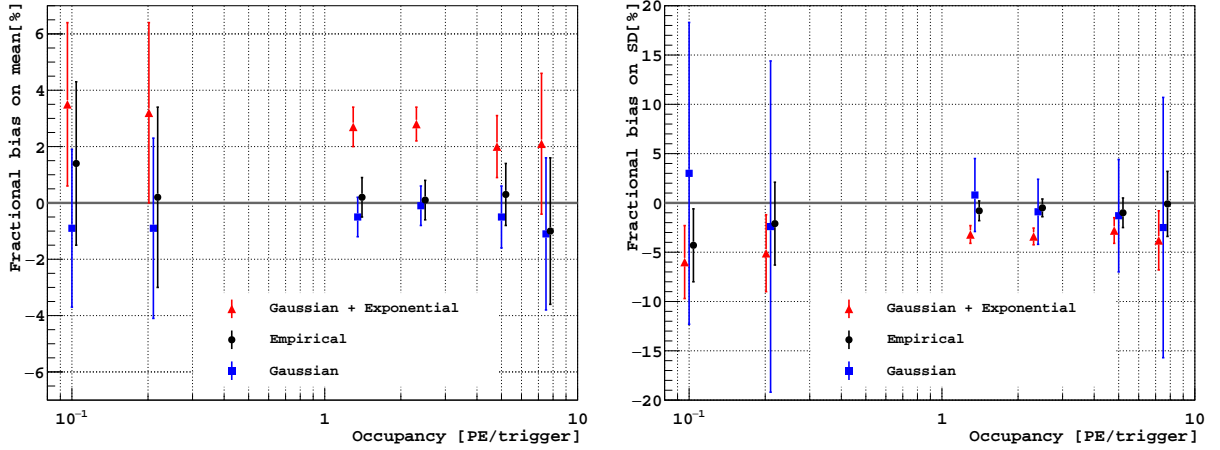 Fractional bias on mean[%]
6
4
2
0
−2
−4
−6
Gaussian + Exponential
Empirical
Gaussian
10⁻¹
1
10
Occupancy [PE/trigger]
Fractional bias on SD[%]
20
15
10
5
0
−5
−10
−15
−20
Gaussian + Exponential
Empirical
Gaussian
10⁻¹
1
10
Occupancy [PE/trigger]